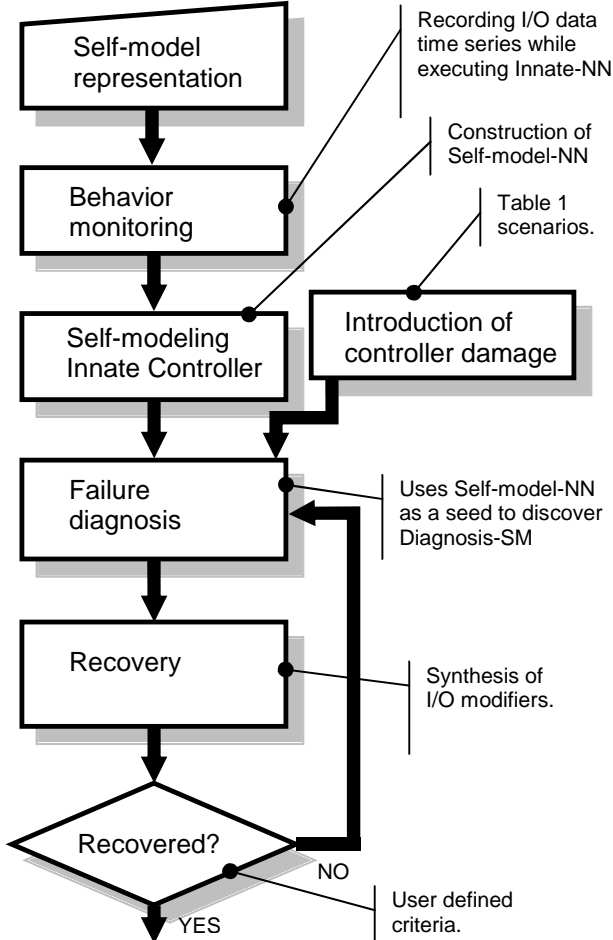 Self-model
representation
Recording I/O data
time series while
executing Innate-NN
Behavior
monitoring
Construction of
Self-model-NN
Table 1
scenarios.
Self-modeling
Innate Controller
Introduction of
controller damage
Failure
diagnosis
Uses Self-model-NN
as a seed to discover
Diagnosis-SM
Recovery
Synthesis of
I/O modifiers.
Recovered?
NO
YES
User defined
criteria.